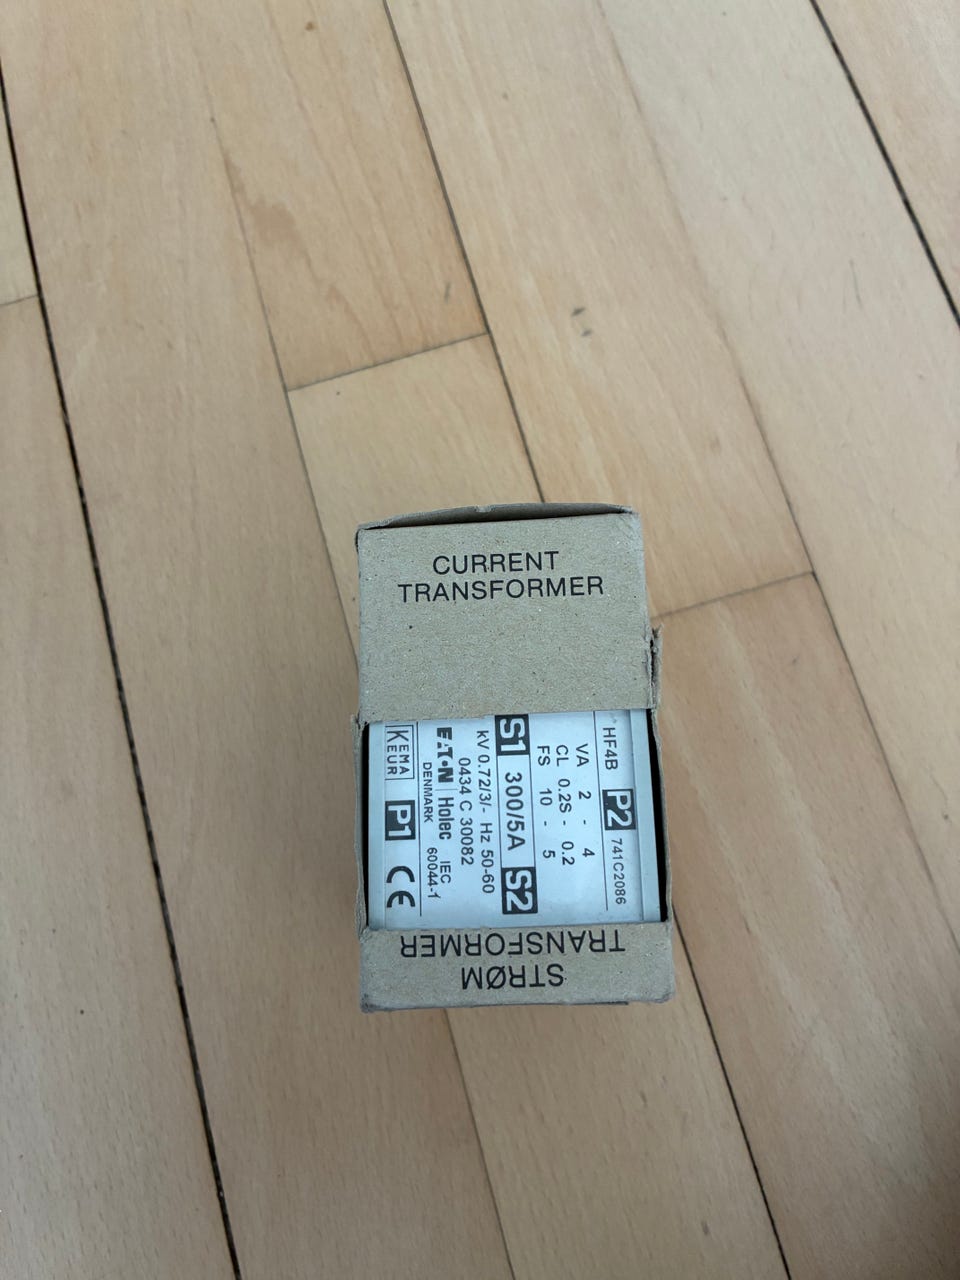 CURRENT
TRANSFORMER
HF4B P2 741C2086
VA 2 - 4
CL 0.2S - 0.2
FS 10 - 5
S1 300/5A S2
kV 0.72/3/- Hz 50-60
0434 C 30082
EATON Holec IEC
DENMARK 60044-1
KEMA
KEUR
P1 CE
STRØM
TRANSFORMER